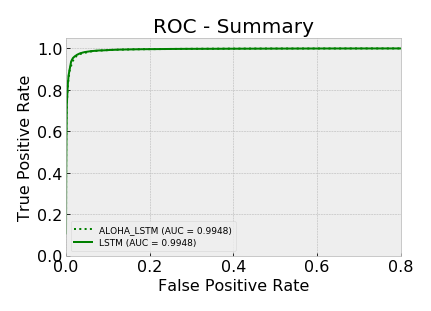 ROC - Summary
True Positive Rate
1.0
0.8
0.6
0.4
0.2
0.0
ALOHA_LSTM (AUC = 0.9948)
LSTM (AUC = 0.9948)
0.0 0.2 0.4 0.6 0.8
False Positive Rate